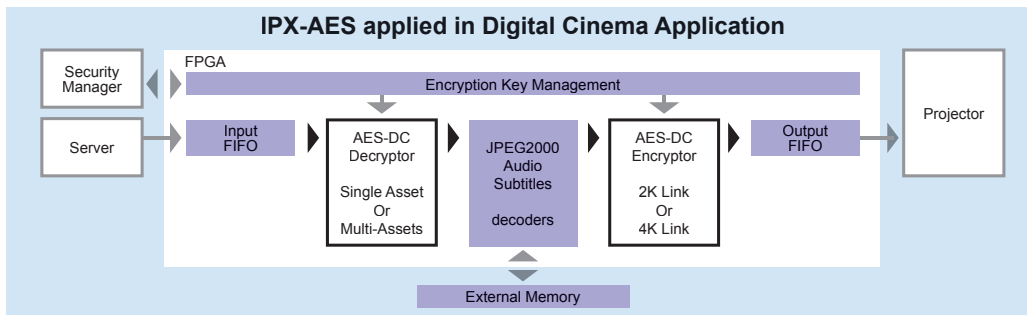 IPX-AES applied in Digital Cinema Application
Security
Manager
FPGA
Encryption Key Management
Server
Input
FIFO
AES-DC
Decryptor
Single Asset
Or
Multi-Assets
JPEG2000
Audio
Subtitles
decoders
AES-DC
Encryptor
2K Link
Or
4K Link
Output
FIFO
Projector
External Memory